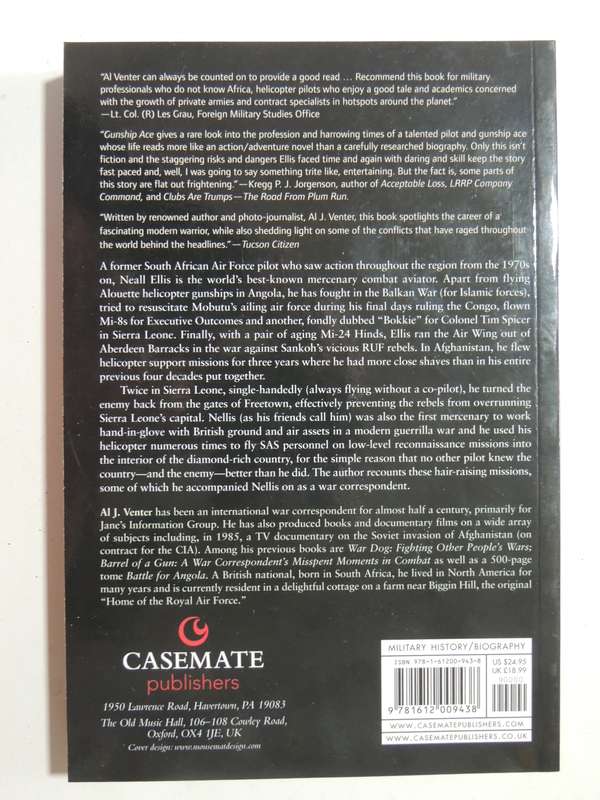 "Al Venter can always be counted on to provide a good read ... Recommend this book for military
professionals who do not know Africa, helicopter pilots who enjoy a good tale and academics concerned
with the growth of private armies and contract specialists in hotspots around the planet."
—Lt. Col. (R) Les Grau, Foreign Military Studies Office
"Gunship Ace gives a rare look into the profession and harrowing times of a talented pilot and gunship ace
whose life reads more like an action/adventure novel than a carefully researched biography. Only this isn't
fiction and the staggering risks and dangers Ellis faced time and again with daring and skill keep the story
fast paced and, well, I was going to say something trite like, entertaining. But the fact is, some parts of
this story are flat out frightening."—Kregg P. J. Jorgenson, author of Acceptable Loss, LRRP Company
Command, and Clubs Are Trumps—The Road From Plum Run.
"Written by renowned author and photo-journalist, Al J. Venter, this book spotlights the career of a
fascinating modern warrior, while also shedding light on some of the conflicts that have raged throughout
the world behind the headlines."—Tucson Citizen
A former South African Air Force pilot who saw action throughout the region from the 1970s
on, Neall Ellis is the world's best-known mercenary combat aviator. Apart from flying
Alouette helicopter gunships in Angola, he has fought in the Balkan War (for Islamic forces),
tried to resuscitate Mobutu's ailing air force during his final days ruling the Congo, flown
Mi-8s for Executive Outcomes and another, fondly dubbed "Bokkie" for Colonel Tim Spicer
in Sierra Leone. Finally, with a pair of aging Mi-24 Hinds, Ellis ran the Air Wing out of
Aberdeen Barracks in the war against Sankoh's vicious RUF rebels. In Afghanistan, he flew
helicopter support missions for three years where he had more close shaves than in his entire
previous four decades put together.
Twice in Sierra Leone, single-handedly (always flying without a co-pilot), he turned the
enemy back from the gates of Freetown, effectively preventing the rebels from overrunning
Sierra Leone's capital. Nellis (as his friends call him) was also the first mercenary to work
hand-in-glove with British ground and air assets in a modern guerrilla war and he used his
helicopter numerous times to fly SAS personnel on low-level reconnaissance missions into
the interior of the diamond-rich country, for the simple reason that no other pilot knew the
country—and the enemy—better than he did. The author recounts these hair-raising missions,
some of which he accompanied Nellis on as a war correspondent.
Al J. Venter has been an international war correspondent for almost half a century, primarily for
Jane's Information Group. He has also produced books and documentary films on a wide array
of subjects including, in 1985, a TV documentary on the Soviet invasion of Afghanistan (on
contract for the CIA). Among his previous books are War Dog: Fighting Other People's Wars;
Barrel of a Gun: A War Correspondent's Misspent Moments in Combat as well as a 500-page
tome Battle for Angola. A British national, born in South Africa, he lived in North America for
many years and is currently resident in a delightful cottage on a farm near Biggin Hill, the original
"Home of the Royal Air Force."
CASEMATE
publishers
1950 Lawrence Road, Havertown, PA 19083
The Old Music Hall, 106–108 Cowley Road,
Oxford, OX4 1JE, UK
Cover design: www.mousematdesign.com
MILITARY HISTORY/BIOGRAPHY
ISBN 978-1-61200-943-8
US $24.95
UK £18.99
90000
9 781612 009438
WWW.CASEMATEPUBLISHERS.COM
WWW.CASEMATEPUBLISHERS.CO.UK